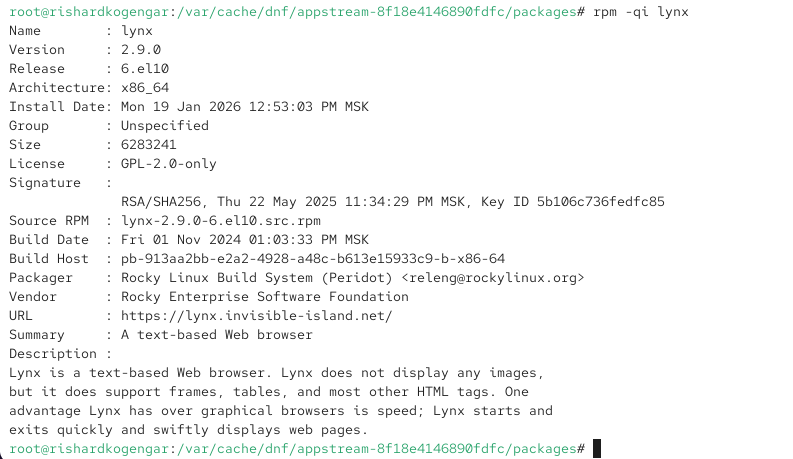 root@rishardkogengar:/var/cache/dnf/appstream-8f18e4146890fdfc/packages# rpm -qi lynx
Name        : lynx
Version     : 2.9.0
Release     : 6.el10
Architecture: x86_64
Install Date: Mon 19 Jan 2026 12:53:03 PM MSK
Group       : Unspecified
Size        : 6283241
License     : GPL-2.0-only
Signature   :
              RSA/SHA256, Thu 22 May 2025 11:34:29 PM MSK, Key ID 5b106c736fedfc85
Source RPM  : lynx-2.9.0-6.el10.src.rpm
Build Date  : Fri 01 Nov 2024 01:03:33 PM MSK
Build Host  : pb-913aa2bb-e2a2-4928-a48c-b613e15933c9-b-x86-64
Packager    : Rocky Linux Build System (Peridot) <releng@rockylinux.org>
Vendor      : Rocky Enterprise Software Foundation
URL         : https://lynx.invisible-island.net/
Summary     : A text-based Web browser
Description :
Lynx is a text-based Web browser. Lynx does not display any images,
but it does support frames, tables, and most other HTML tags. One
advantage Lynx has over graphical browsers is speed; Lynx starts and
exits quickly and swiftly displays web pages.
root@rishardkogengar:/var/cache/dnf/appstream-8f18e4146890fdfc/packages#